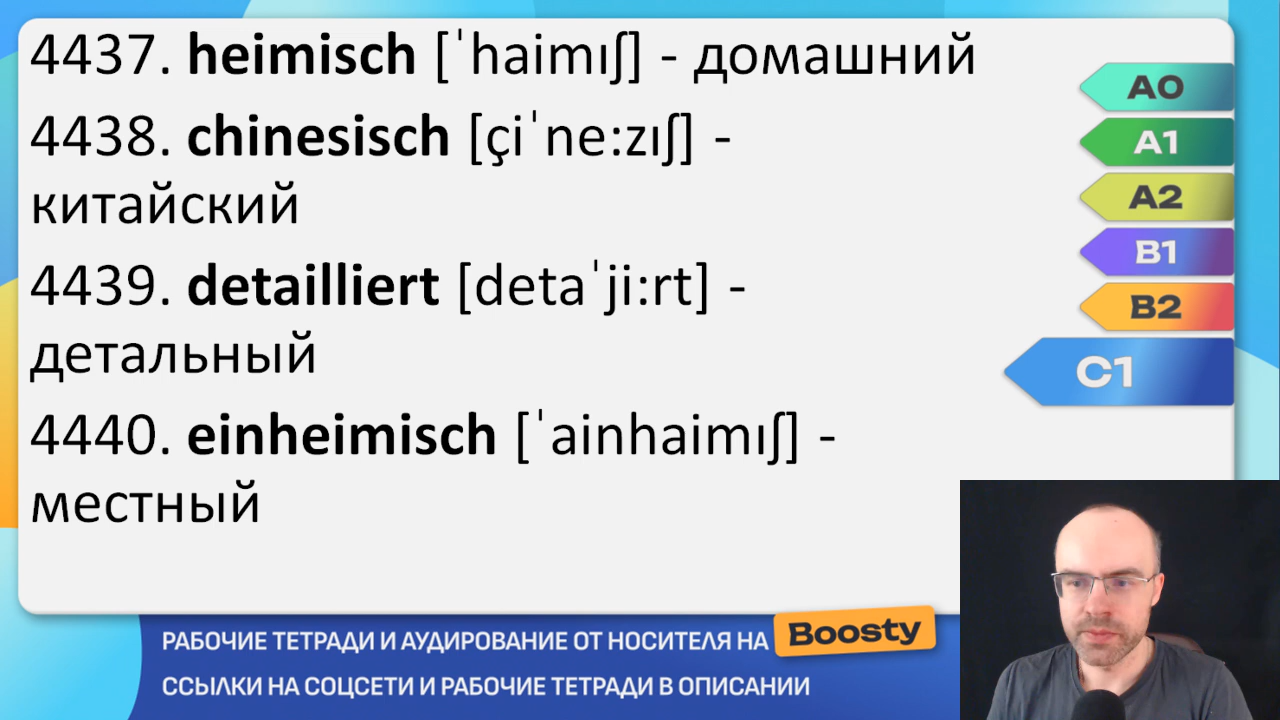 4437. heimisch [ˈhaimɪʃ] - домашний
4438. chinesisch [çiˈne:zɪʃ] -
китайский
4439. detailliert [detaˈji:rt] -
детальный
4440. einheimisch [ˈainhaimɪʃ] -
местный
A0
A1
A2
B1
B2
C1
РАБОЧИЕ ТЕТРАДИ И АУДИРОВАНИЕ ОТ НОСИТЕЛЯ НА Boosty
ССЫЛКИ НА СОЦСЕТИ И РАБОЧИЕ ТЕТРАДИ В ОПИСАНИИ